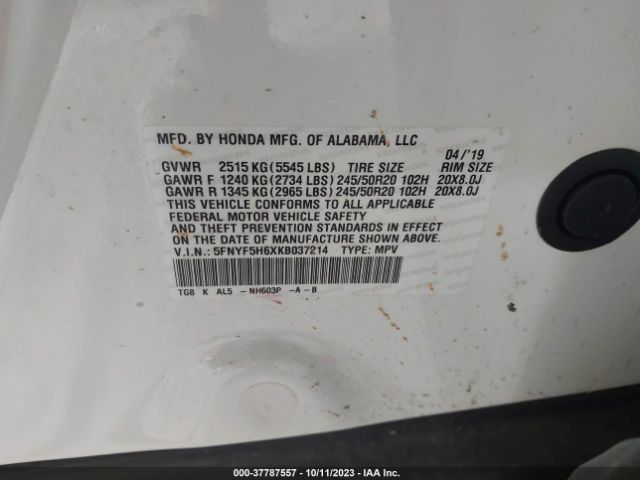 MFD. BY HONDA MFG. OF ALABAMA, LLC
04/'19
GVWR 2515 KG(5545 LBS) TIRE SIZE RIM SIZE
GAWR F 1240 KG(2734 LBS)245/50R20 102H 20X8.0J
GAWR R 1345 KG(2965 LBS)245/50R20 102H 20X8.0J
THIS VEHICLE CONFORMS TO ALL APPLICABLE
FEDERAL MOTOR VEHICLE SAFETY
AND THEFT PREVENTION STANDARDS IN EFFECT
ON THE DATE OF MANUFACTURE SHOWN ABOVE.
V.I.N.: 5FNYF5H6XKB037214 TYPE: MPV
TG8 K AL5 -NH603P -A-B
000-37787557 - 10/11/2023 - IAA Inc.